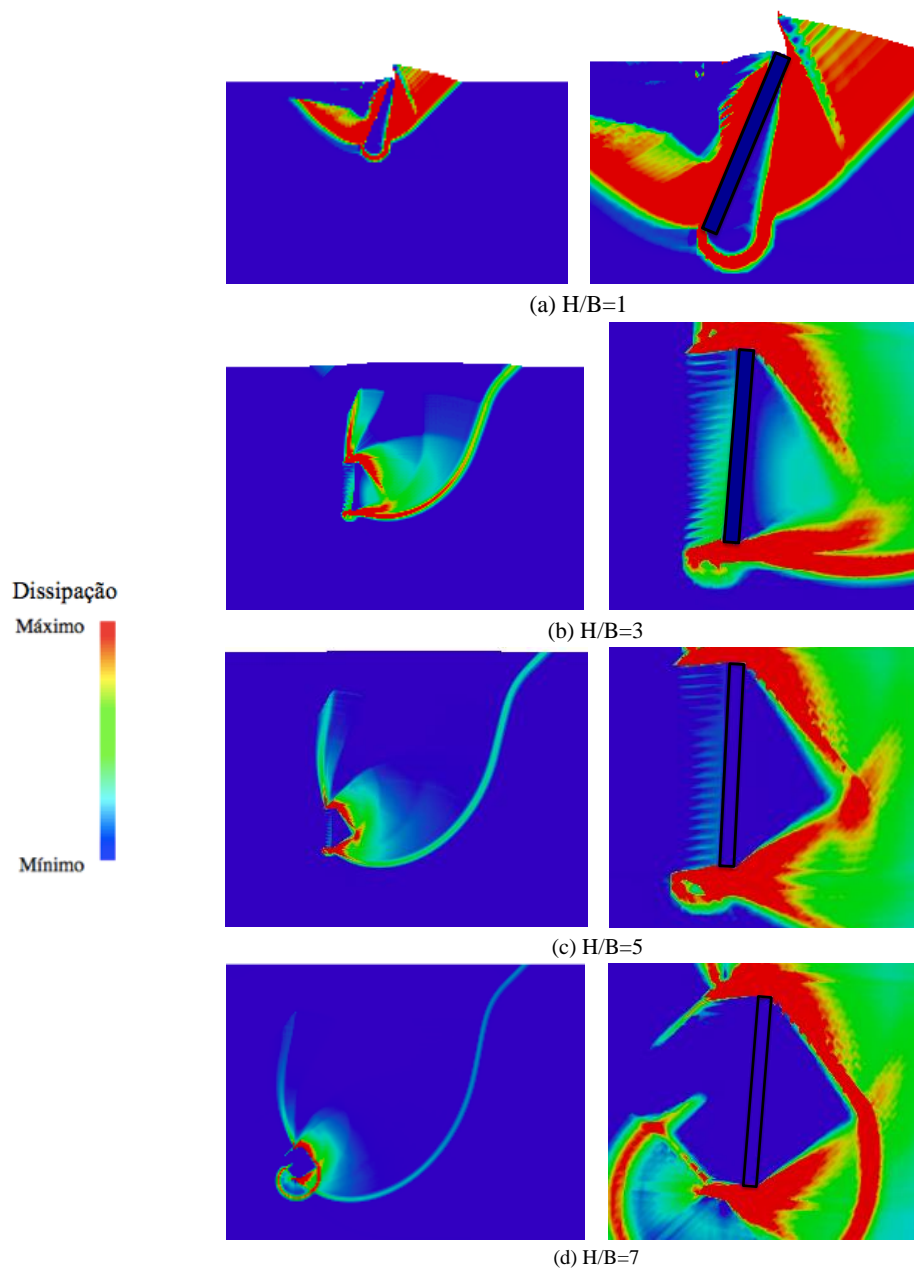 (a) H/B=1
(b) H/B=3
Dissipação
Máximo
Mínimo
(c) H/B=5
(d) H/B=7